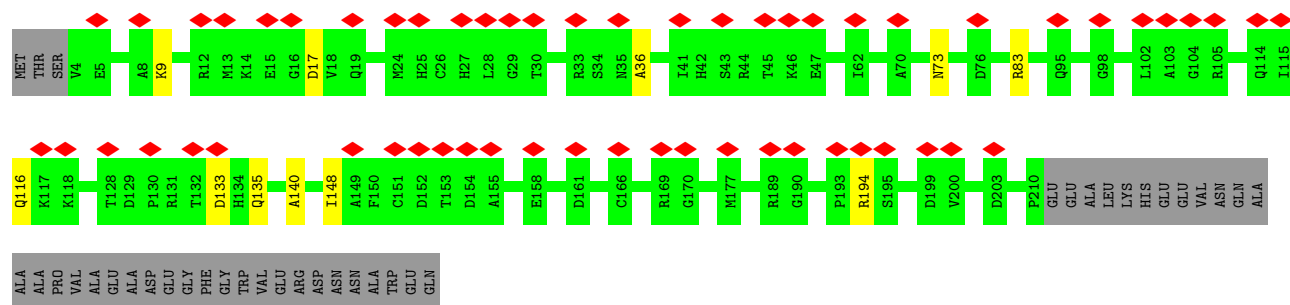 MET THR SER V4 E5 A8 K9 R12 M13 K14 E15 G16 D17 V18 Q19 M24 H25 C26 H27 L28 G29 T30 R33 S34 N35 A36 I41 H42 S43 R44 T45 K46 E47 I62 A70 N73 D76 R83 Q95 G98 L102 A103 G104 R105 Q114 I115
Q116 K117 K118 T128 D129 P130 R131 T132 D133 H134 Q135 A140 I148 A149 F150 C151 D152 T153 D154 A155 E158 D161 C166 R169 G170 M177 R189 G190 P193 R194 S195 D199 V200 D203 P210 GLU GLU ALA LEU LYS HIS GLU GLU VAL ASN GLN ALA
ALA ALA PRO VAL ALA GLU ALA ASP GLU GLY PHE GLY TRP VAL GLU ARG ASP ASN ASN ALA TRP GLU GLN